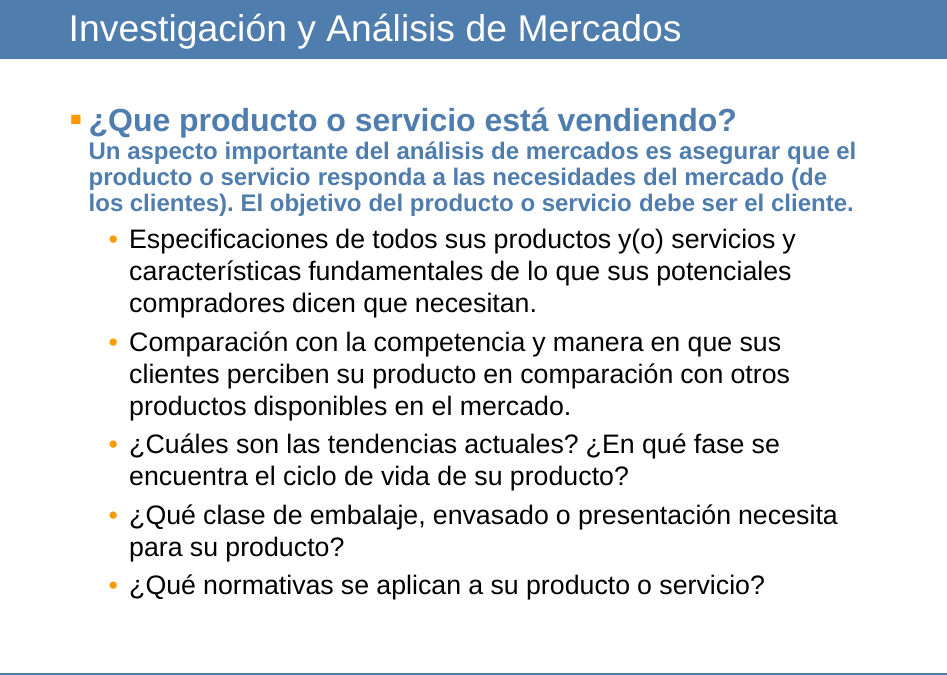 Investigación y Análisis de Mercados
¿Que producto o servicio está vendiendo?
Un aspecto importante del análisis de mercados es asegurar que el
producto o servicio responda a las necesidades del mercado (de
los clientes). El objetivo del producto o servicio debe ser el cliente.
• Especificaciones de todos sus productos y(o) servicios y
características fundamentales de lo que sus potenciales
compradores dicen que necesitan.
• Comparación con la competencia y manera en que sus
clientes perciben su producto en comparación con otros
productos disponibles en el mercado.
• ¿Cuáles son las tendencias actuales? ¿En qué fase se
encuentra el ciclo de vida de su producto?
• ¿Qué clase de embalaje, envasado o presentación necesita
para su producto?
• ¿Qué normativas se aplican a su producto o servicio?